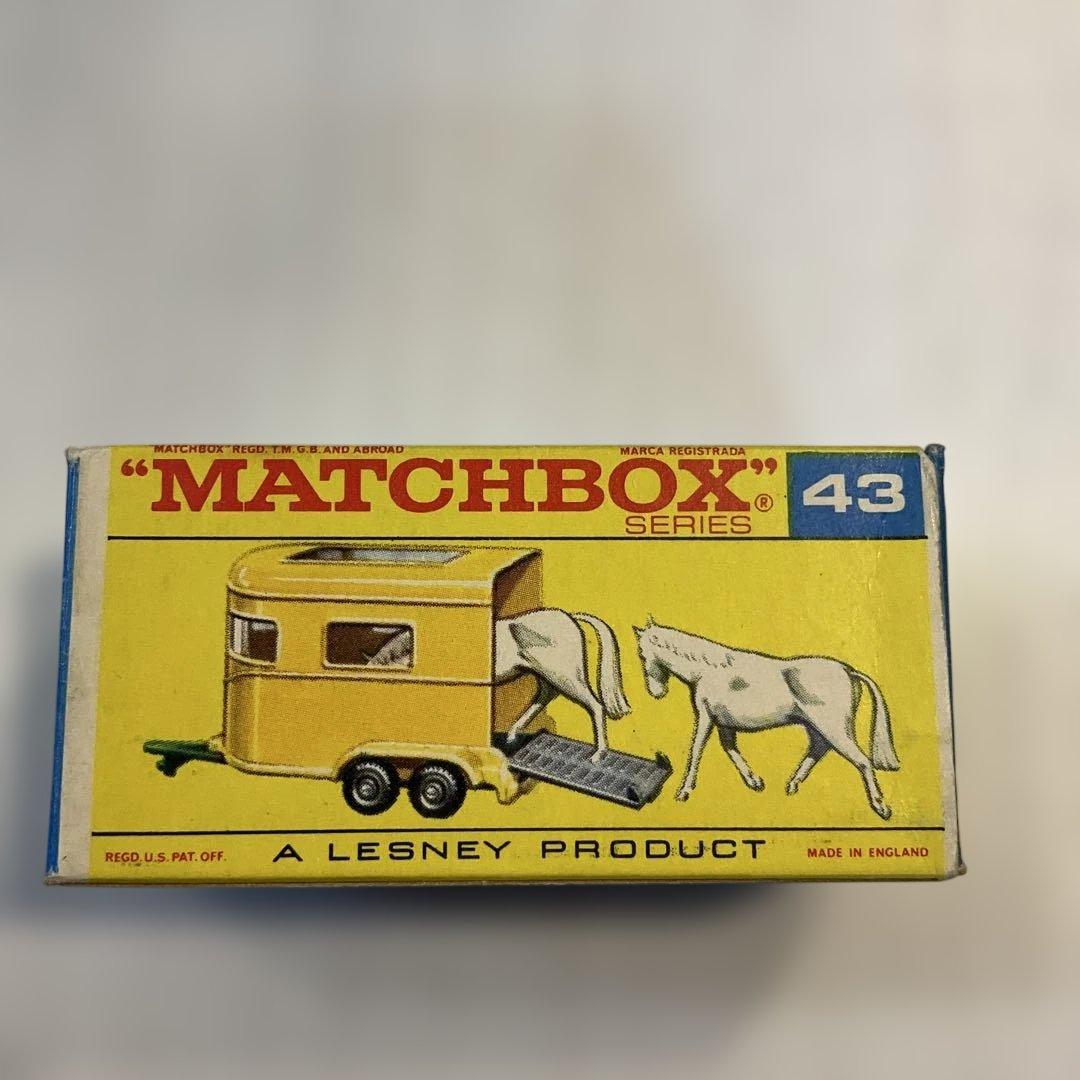 "MATCHBOX" REGD. T.M. G.B. AND ABROAD MARCA REGISTRADA
"MATCHBOX"® 43
SERIES
REGD. U.S. PAT. OFF. A LESNEY PRODUCT MADE IN ENGLAND